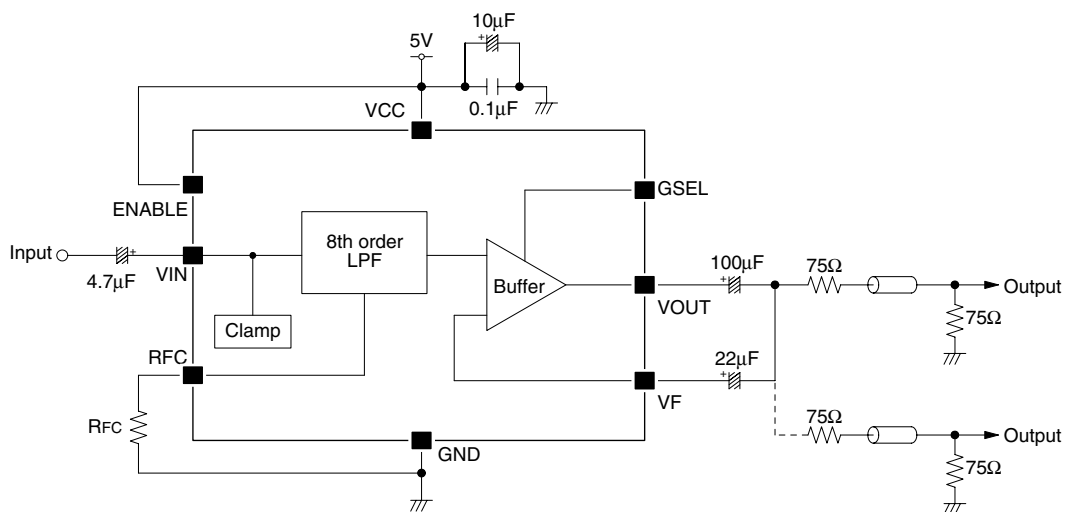 10μF
+
5V
0.1μF
VCC
GSEL
ENABLE
Input
+
4.7μF
VIN
8th order
LPF
Buffer
Clamp
100μF
+
VOUT
75Ω
Output
75Ω
RFC
RFC
22μF
+
VF
75Ω
Output
75Ω
GND